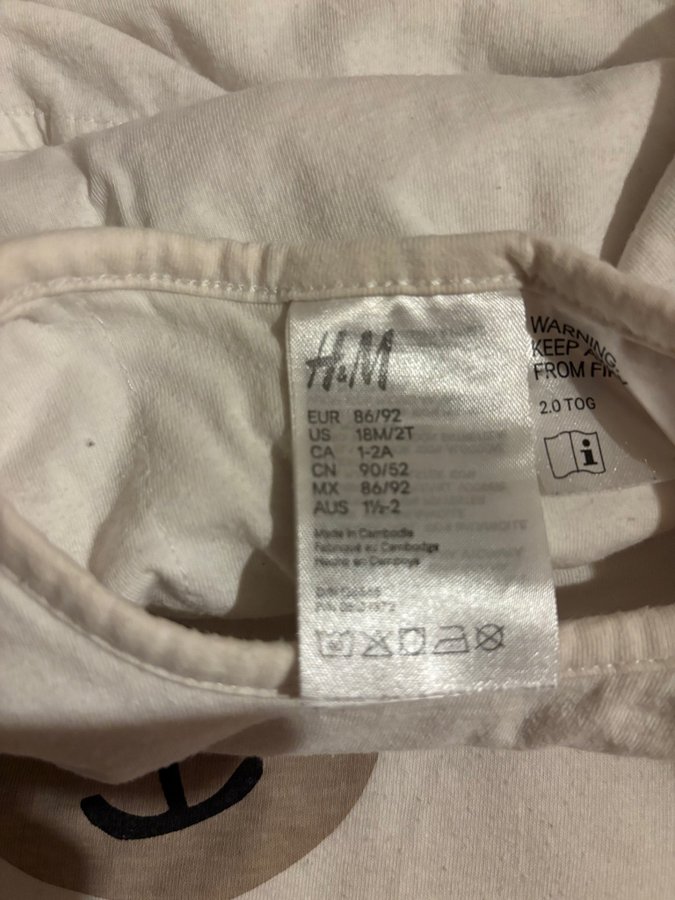 H&M
EUR 86/92
US 18M/2T
CA 1-2A
CN 90/52
MX 86/92
AUS 1½-2
Made in Cambodia
Fabriqué au Cambodge
Hecho en Camboya
WARNING
KEEP
FROM
2.0 TOG
i